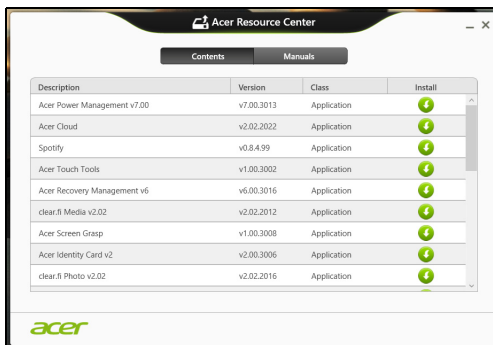 Acer Resource Center
Contents Manuals
Description Version Class Install
Acer Power Management v7.00 v7.00.3013 Application
Acer Cloud v2.02.2022 Application
Spotify v0.8.4.99 Application
Acer Touch Tools v1.00.3002 Application
Acer Recovery Management v6 v6.00.3016 Application
clear.fi Media v2.02 v2.02.2012 Application
Acer Screen Grasp v1.00.3008 Application
Acer Identity Card v2 v2.00.3006 Application
clear.fi Photo v2.02 v2.02.2016 Application
acer